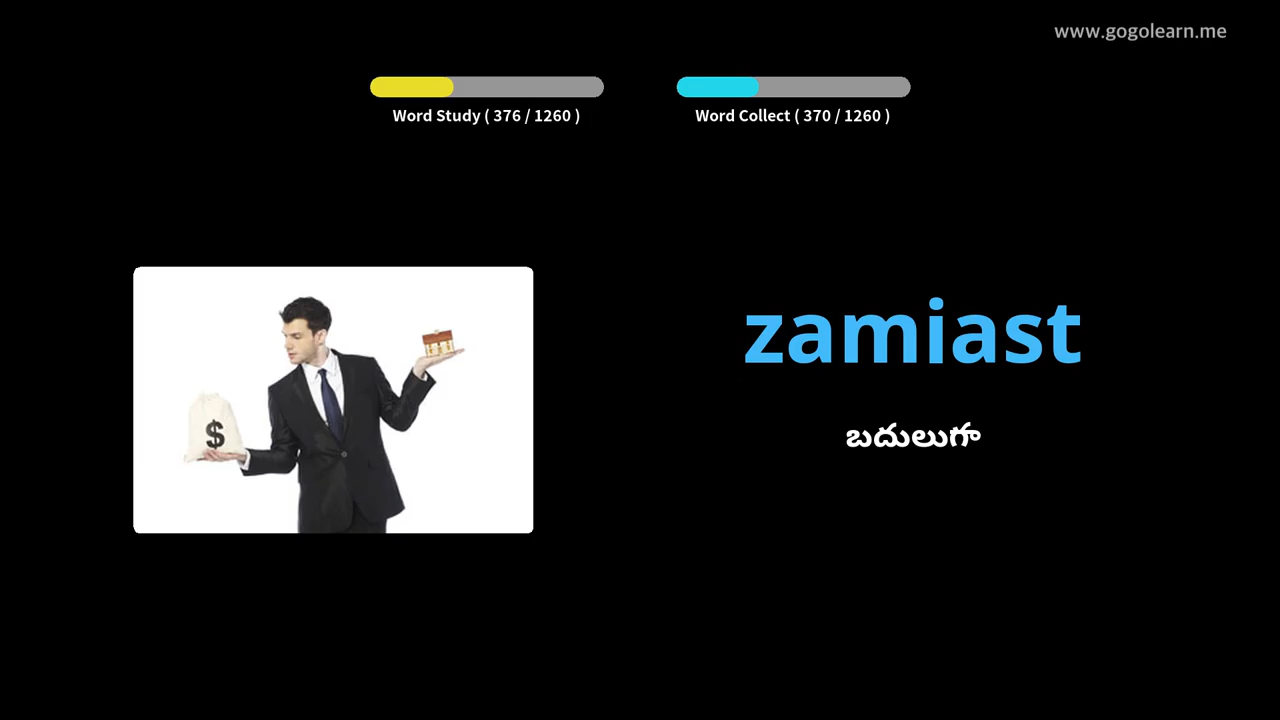 www.gogolearn.me
Word Study ( 376 / 1260 )
Word Collect ( 370 / 1260 )
zamiast
బదులుగా
$